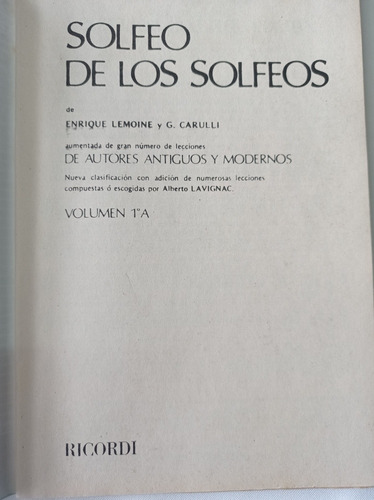 SOLFEO
DE LOS SOLFEOS
de
ENRIQUE LEMOINE y G. CARULLI
aumentada de gran número de lecciones
DE AUTORES ANTIGUOS Y MODERNOS
Nueva clasificación con adición de numerosas lecciones
compuestas ó escogidas por Alberto LAVIGNAC.
VOLUMEN 1ºA
RICORDI